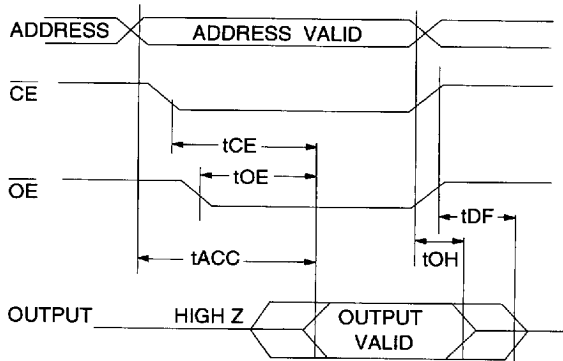 ADDRESS
ADDRESS VALID
CE
tCE
tOE
OE
tDF
tACC
tOH
OUTPUT
HIGH Z
OUTPUT
VALID